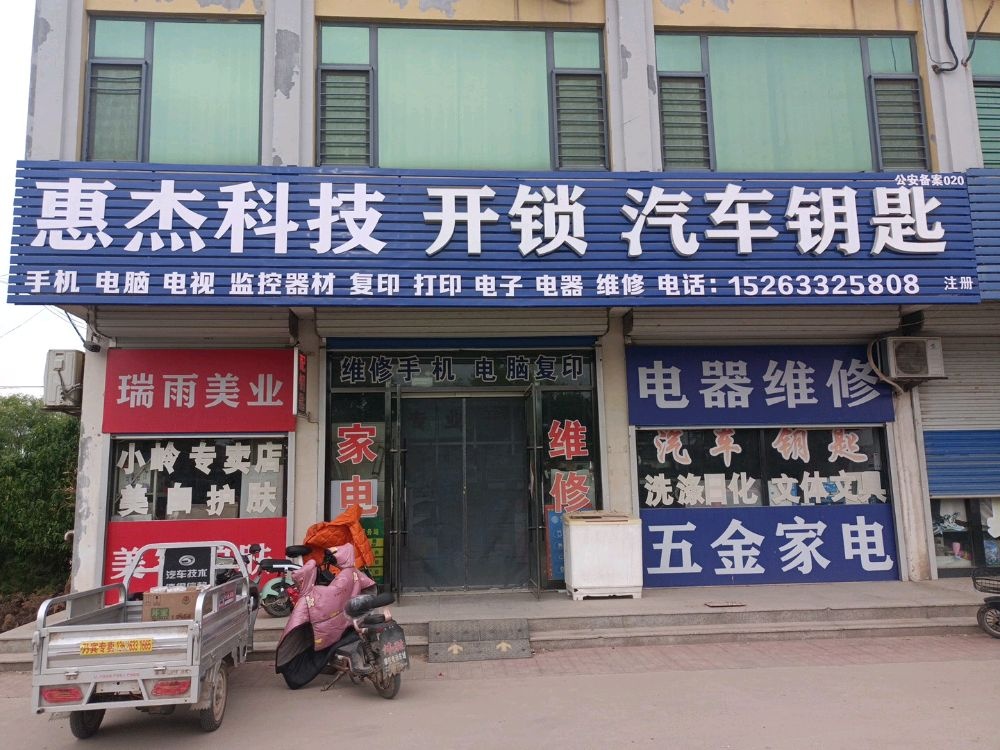 公安备案020
惠杰科技 开锁 汽车钥匙
手机 电脑 电视 监控器材 复印 打印 电子 电器 维修 电话：15263325808 注册
瑞雨美业
维修手机 电脑复印
电器维修
小岭专卖店
美白护肤
家电
维修
汽车 钥匙
洗涤日化 文体文具
五金家电
汽车技术